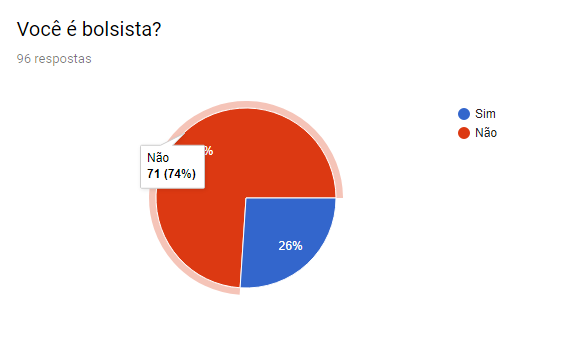 Você é bolsista?
96 respostas
Sim
Não
Não
71 (74%)
%
26%